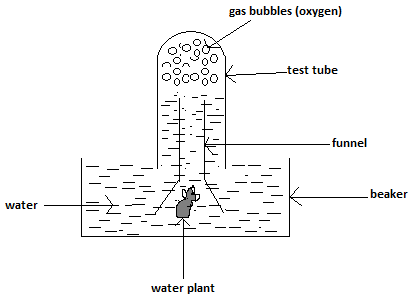 gas bubbles (oxygen)
test tube
funnel
beaker
water
water plant